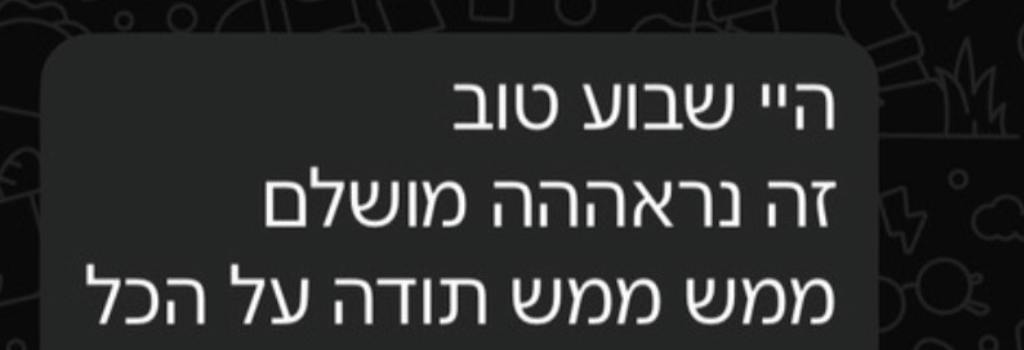 היי שבוע טוב
זה נראההה מושלם
ממש ממש תודה על הכל